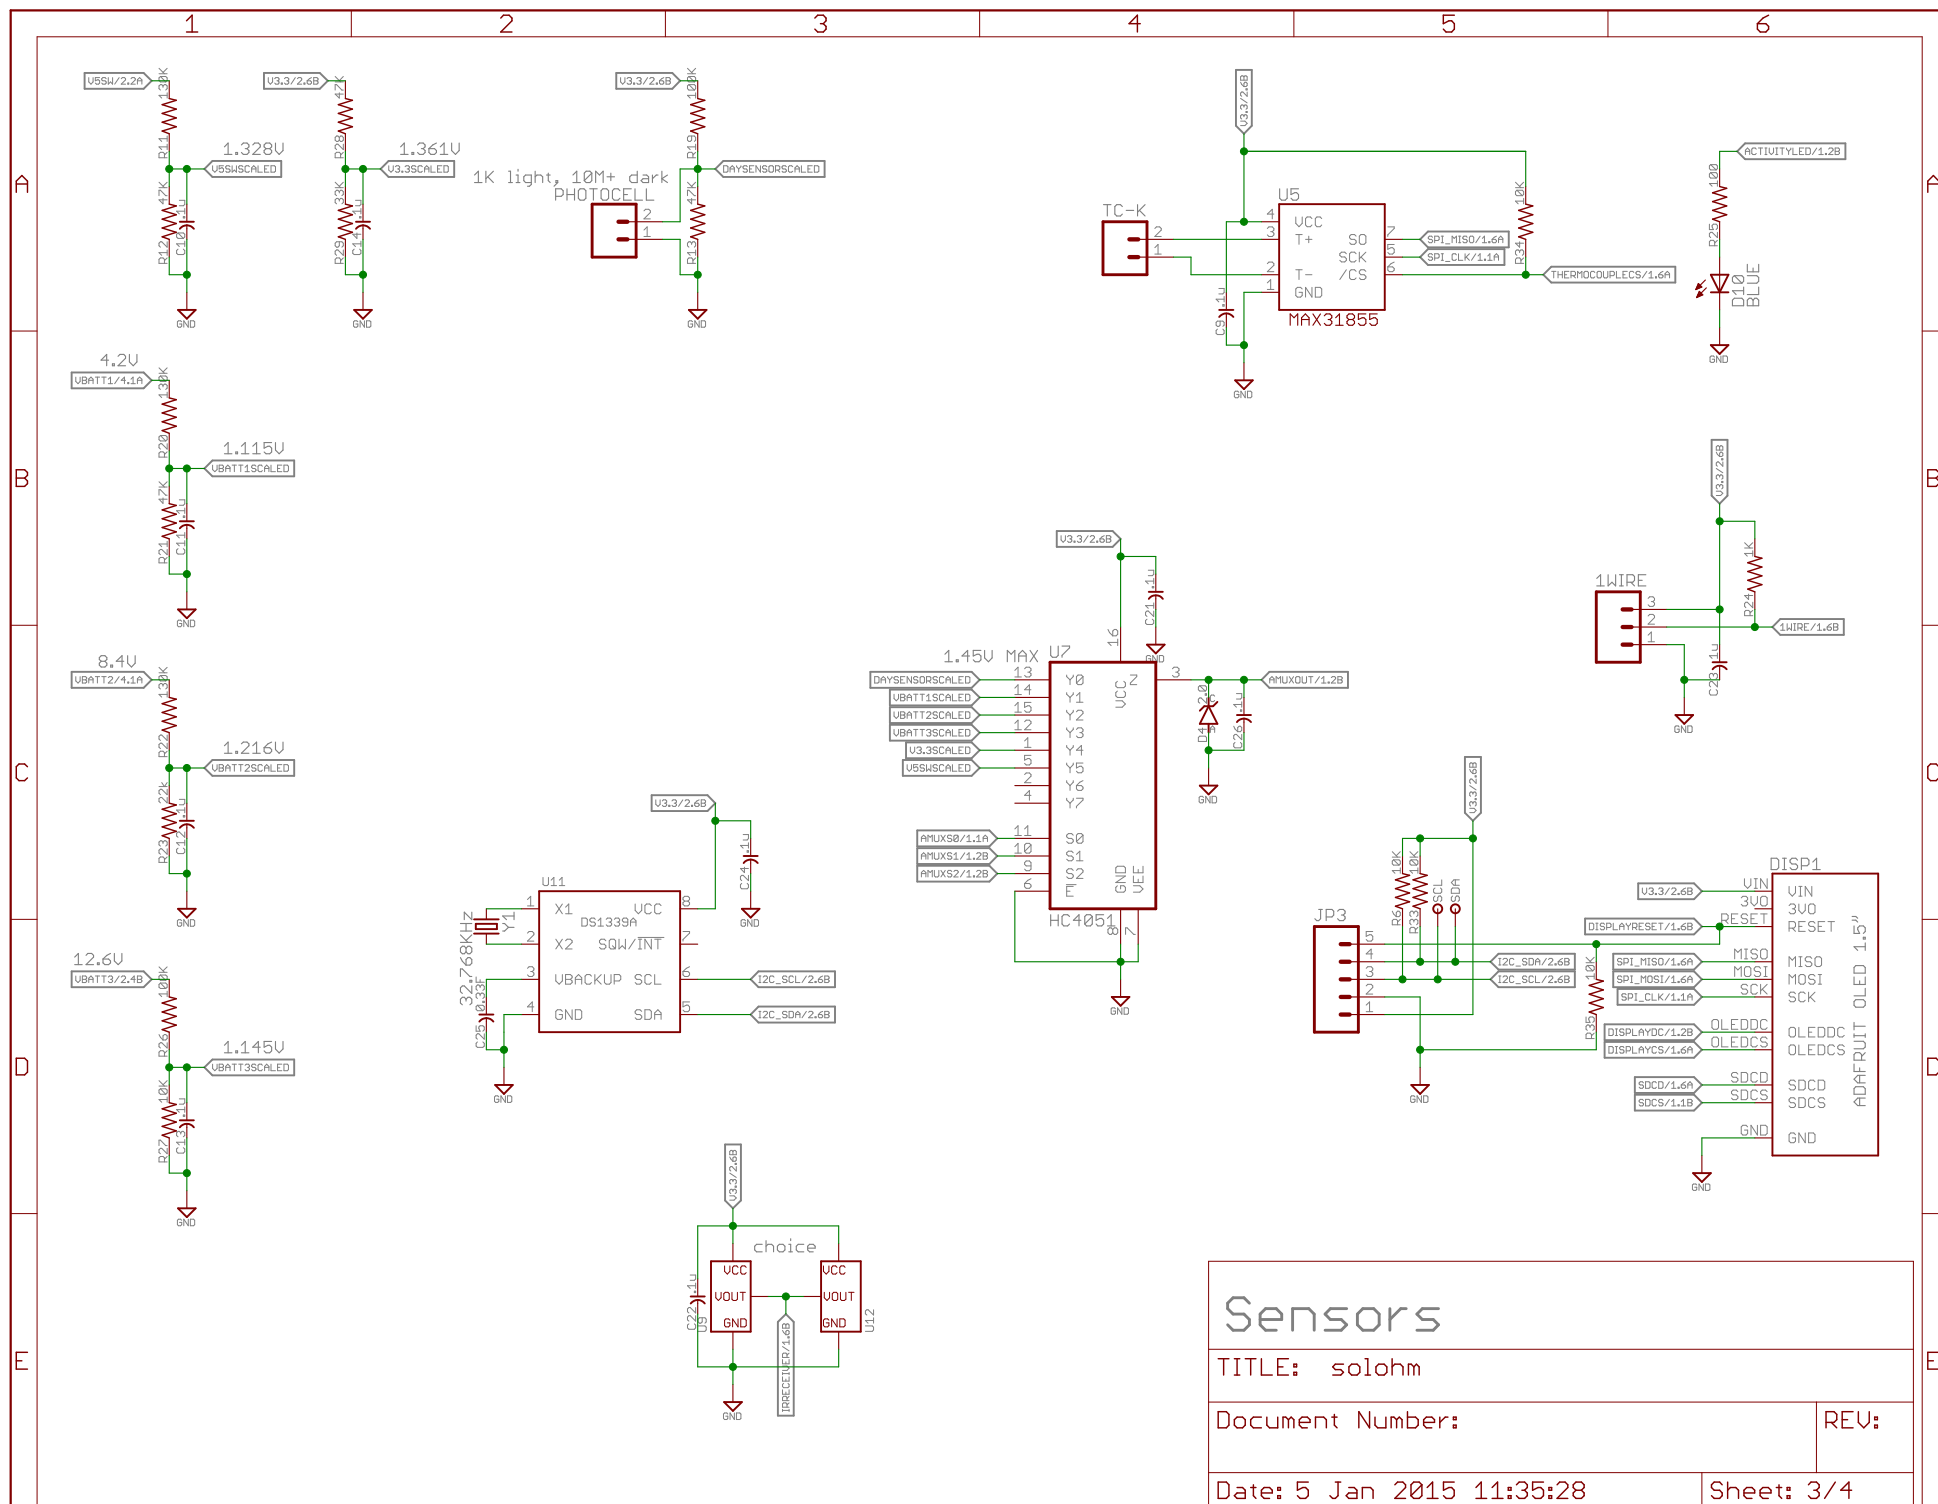 1 2 3 4 5 6
A A
B B
C C
D D
E E
V5SW/2.2A
130K
R11
1.328V
V5SWSCALED
47K
R12
C10
.1u
GND
V3.3/2.6B
47K
R28
1.361V
V3.3SCALED
33K
R29
C14
.1u
GND
V3.3/2.6B
100K
R19
DAYSENSORSCALED
1K light, 10M+ dark
PHOTOCELL
2
1
47K
R13
GND
V3.3/2.6B
TC-K
2
1
U5
4 VCC
3 T+
2 T-
1 GND
SO 7
SCK 5
/CS 6
MAX31855
C9
.1u
GND
10K
R34
SPI_MISO/1.6A
SPI_CLK/1.1A
THERMOCOUPLECS/1.6A
ACTIVITYLED/1.2B
100
R25
D10
BLUE
GND
4.2V
VBATT1/4.1A
130K
R20
1.115V
VBATT1SCALED
47K
R21
C11
.1u
GND
8.4V
VBATT2/4.1A
130K
R22
1.216V
VBATT2SCALED
22k
R23
C12
.1u
GND
12.6V
VBATT3/2.4B
100K
R26
1.145V
VBATT3SCALED
10K
R27
C13
.1u
GND
V3.3/2.6B
C24
.1u
GND
U11
DS1339A
1 X1
2 X2
3 VBACKUP
4 GND
VCC 8
SQW/INT 7
SCL 6
SDA 5
32.768KHZ
Y1
C25
0.33F
GND
I2C_SCL/2.6B
I2C_SDA/2.6B
V3.3/2.6B
C21
.1u
GND
1.45V MAX
U7
DAYSENSORSCALED 13 Y0
VBATT1SCALED 14 Y1
VBATT2SCALED 15 Y2
VBATT3SCALED 12 Y3
V3.3SCALED 1 Y4
V5SWSCALED 5 Y5
2 Y6
4 Y7
AMUXS0/1.1A 11 S0
AMUXS1/1.2B 10 S1
AMUXS2/1.2B 9 S2
6 E
16
VCC
Z 3
GND
VEE
8
7
HC4051
GND
AMUXOUT/1.2B
2.0
D4
C26
.1u
GND
V3.3/2.6B
1WIRE
3
2
1
1K
R24
1WIRE/1.6B
C23
.1u
GND
V3.3/2.6B
10K
R6
10K
R33
SCL
SDA
JP3
5
4
3
2
1
I2C_SDA/2.6B
I2C_SCL/2.6B
10K
R35
GND
DISP1
V3.3/2.6B VIN VIN
3VO 3VO
DISPLAYRESET/1.6B RESET RESET
SPI_MISO/1.6A MISO MISO
SPI_MOSI/1.6A MOSI MOSI
SPI_CLK/1.1A SCK SCK
DISPLAYDC/1.2B OLEDDC OLEDDC
DISPLAYCS/1.6A OLEDCS OLEDCS
SDCD/1.6A SDCD SDCD
SDCS/1.1B SDCS SDCS
GND GND
ADAFRUIT OLED 1.5"
GND
V3.3/2.6B
choice
VCC
VOUT
GND
U9
C22
.1u
VCC
VOUT
GND
U12
IRRECEIVER/1.6B
GND
Sensors
TITLE: solohm
Document Number:
REV:
Date: 5 Jan 2015 11:35:28
Sheet: 3/4